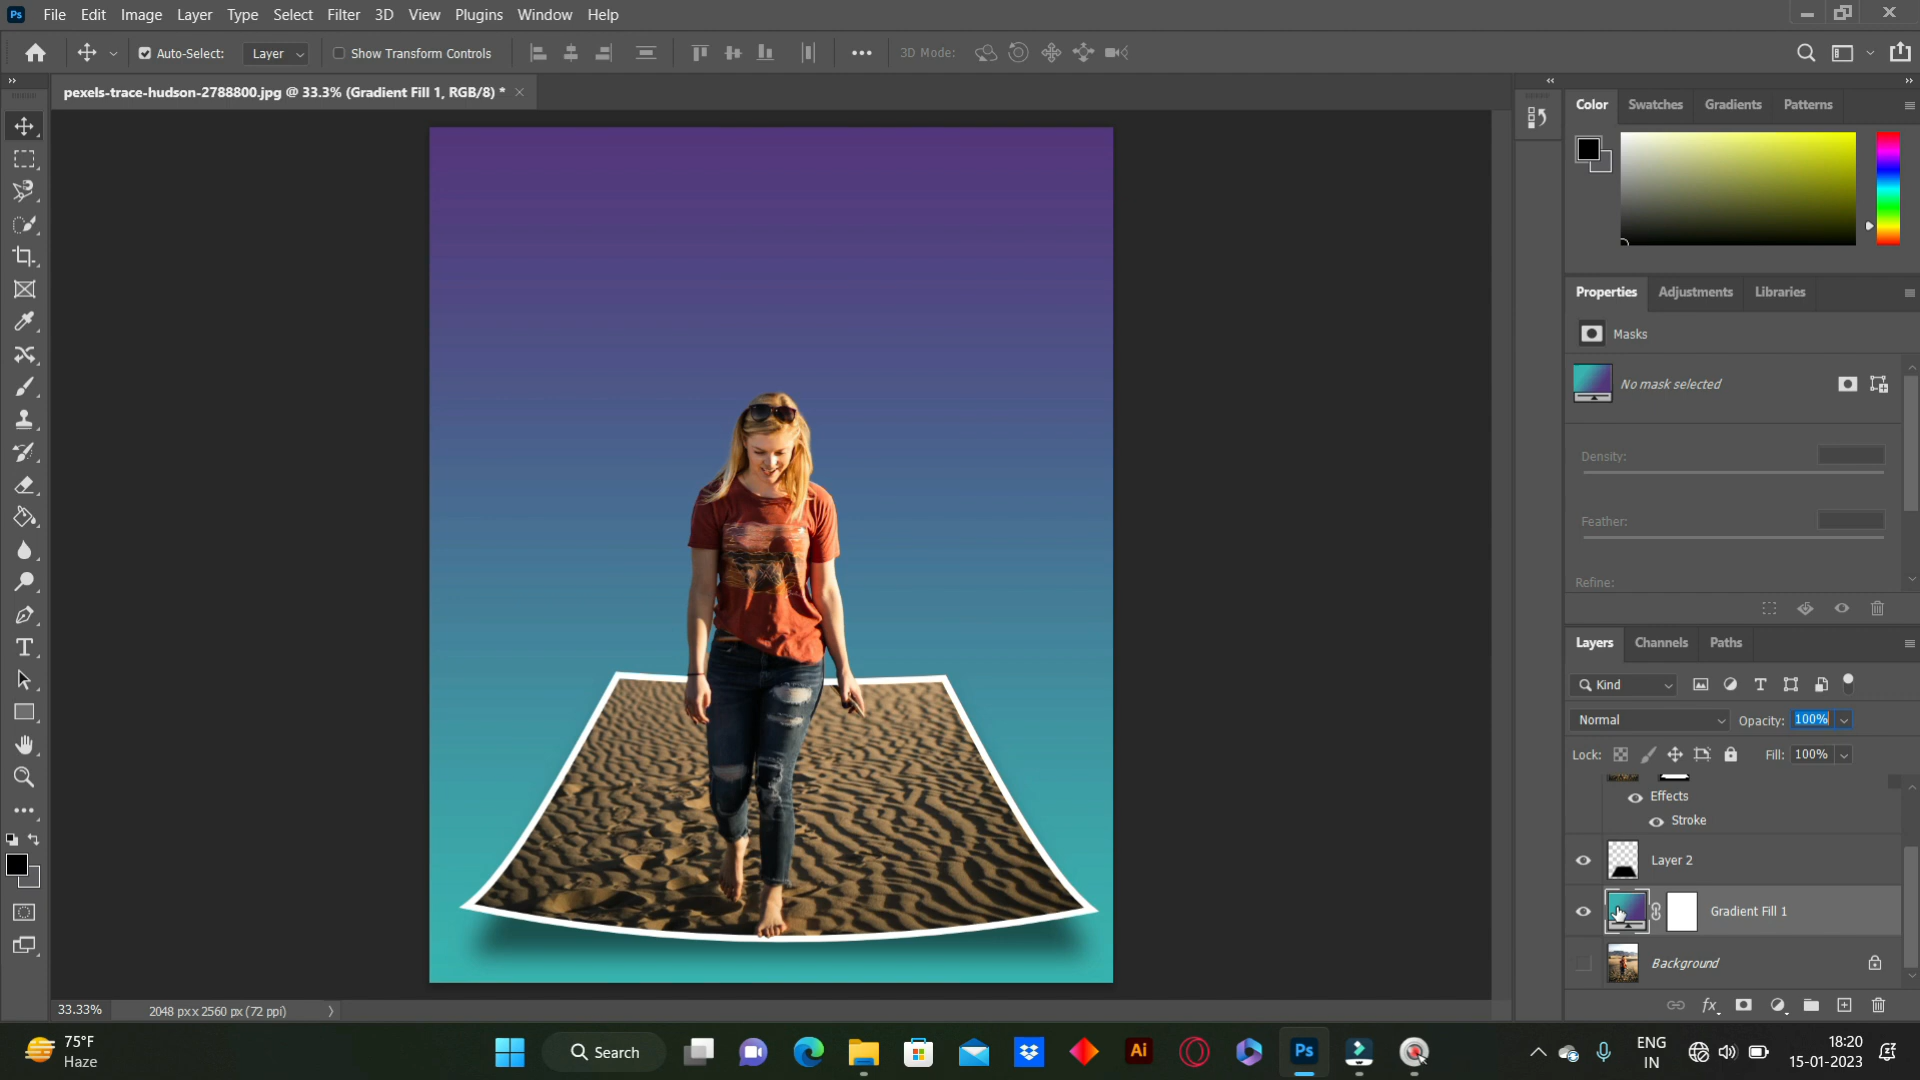 Ps File Edit Image Layer Type Select Filter 3D View Plugins Window Help
Auto-Select: Layer Show Transform Controls 3D Mode:
pexels-trace-hudson-2788800.jpg @ 33.3% (Gradient Fill 1, RGB/8) *
Color Swatches Gradients Patterns
Properties Adjustments Libraries
Masks
No mask selected
Density:
Feather:
Refine:
Layers Channels Paths
Kind
Normal Opacity: 100%
Lock: Fill: 100%
Effects
Stroke
Layer 2
Gradient Fill 1
Background
fx
33.33% 2048 px x 2560 px (72 ppi)
75°F
Haze
Search
Ai
Ps
ENG
IN
18:20
15-01-2023